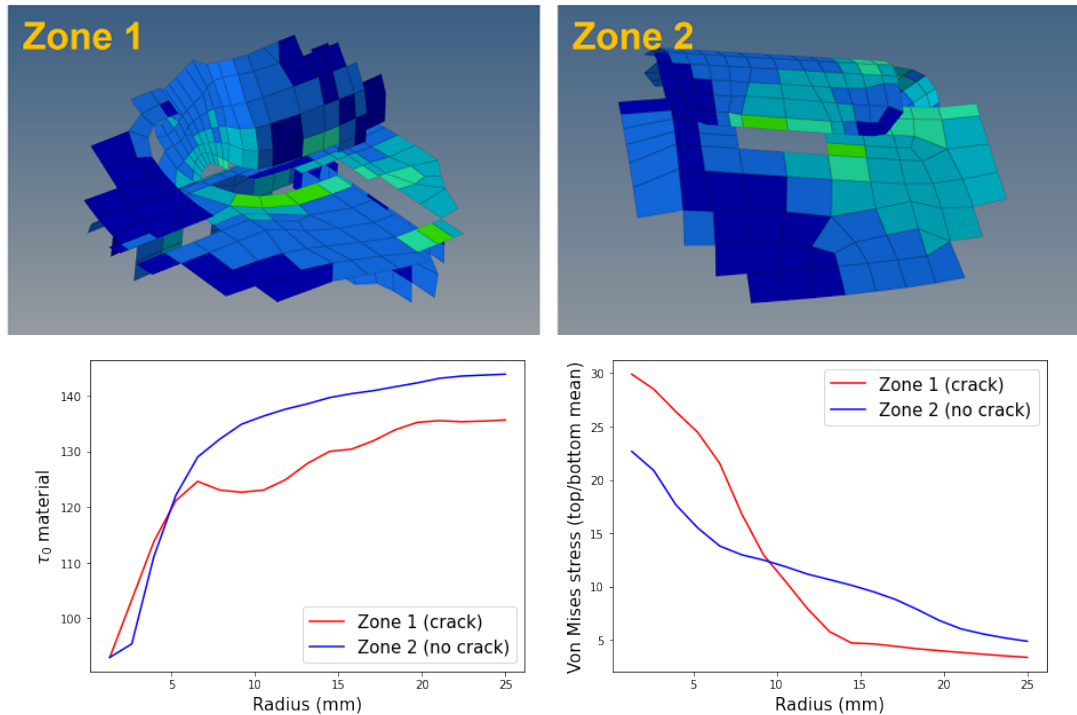 Zone 1
Zone 2
140
130
120
110
100
τ₀ material
Zone 1 (crack)
Zone 2 (no crack)
5
10
15
20
25
Radius (mm)
30
25
20
15
10
5
Von Mises stress (top/bottom mean)
Zone 1 (crack)
Zone 2 (no crack)
5
10
15
20
25
Radius (mm)